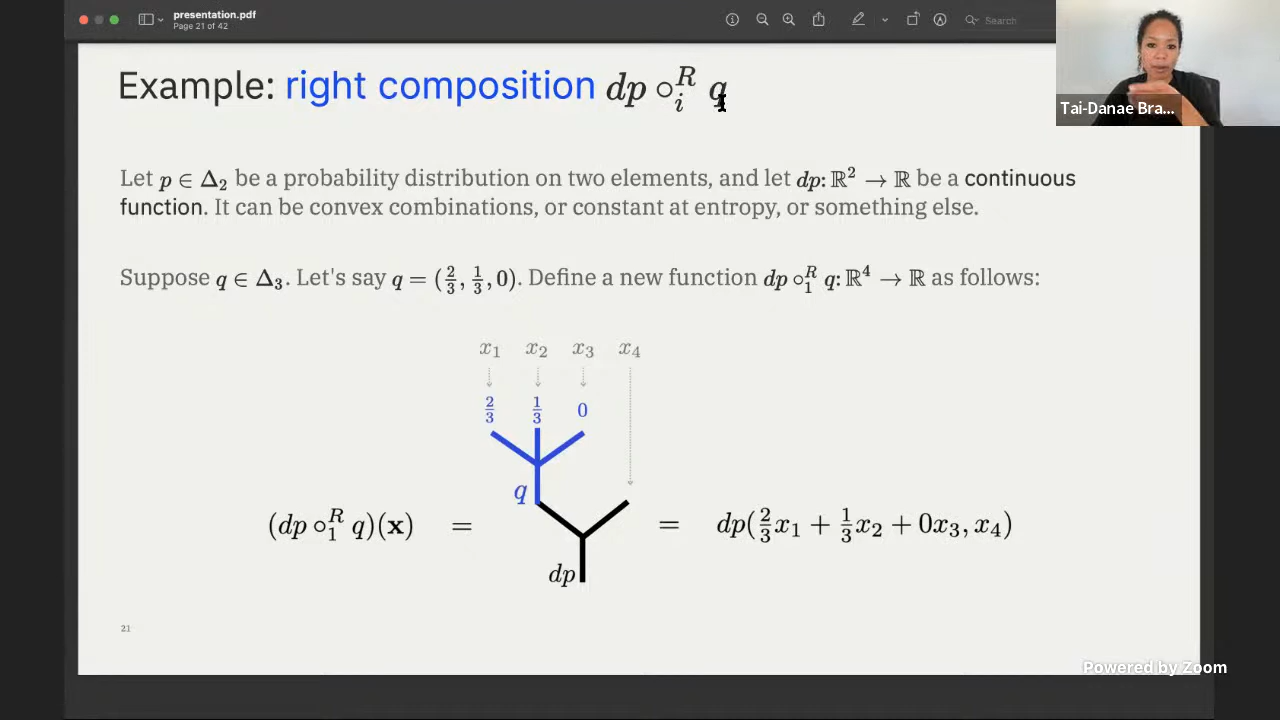 presentation.pdf
Page 21 of 42
Search
Example: right composition dp ∘ᵢᴿ q
Tai-Danae Bra...
Let p ∈ Δ₂ be a probability distribution on two elements, and let dp: ℝ² → ℝ be a continuous
function. It can be convex combinations, or constant at entropy, or something else.
Suppose q ∈ Δ₃. Let's say q = (2/3, 1/3, 0). Define a new function dp ∘₁ᴿ q: ℝ⁴ → ℝ as follows:
x₁ x₂ x₃ x₄
2/3 1/3 0
q
(dp ∘₁ᴿ q)(x) = = dp(2/3x₁ + 1/3x₂ + 0x₃, x₄)
dp
21
Powered by Zoom